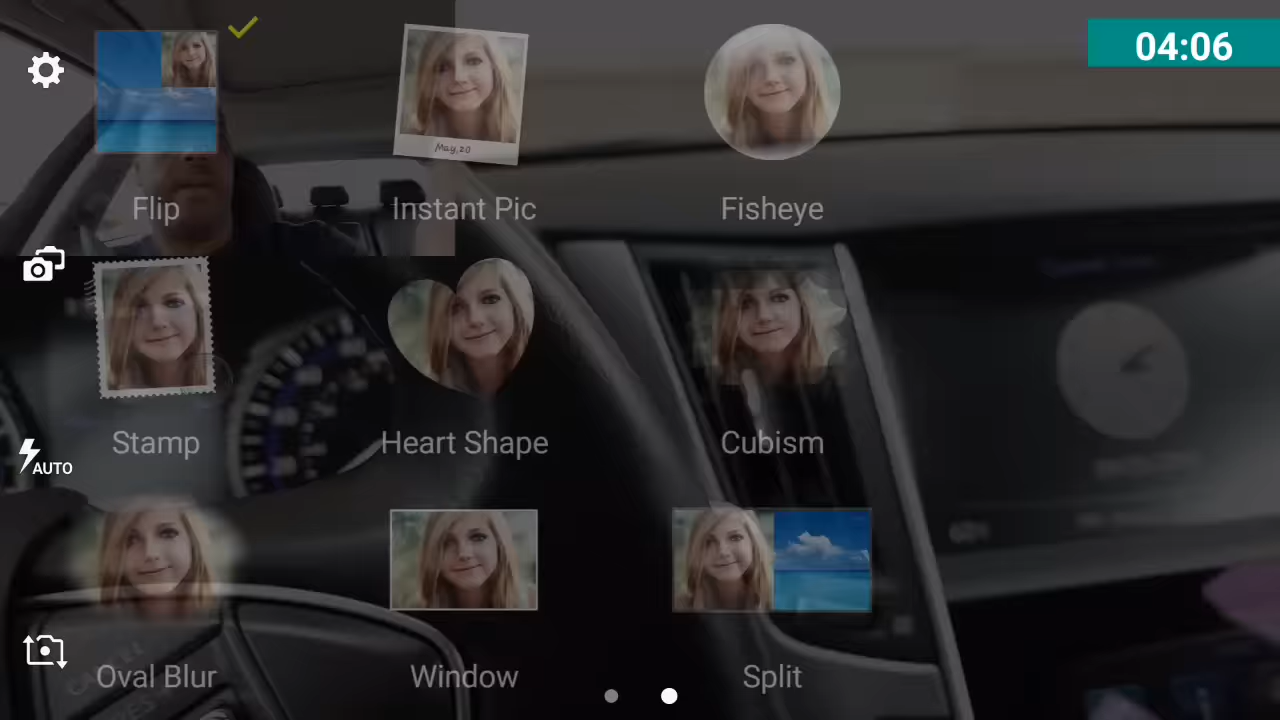 04:06
May, 20
Flip
Instant Pic
Fisheye
Stamp
Heart Shape
Cubism
AUTO
Oval Blur
Window
Split